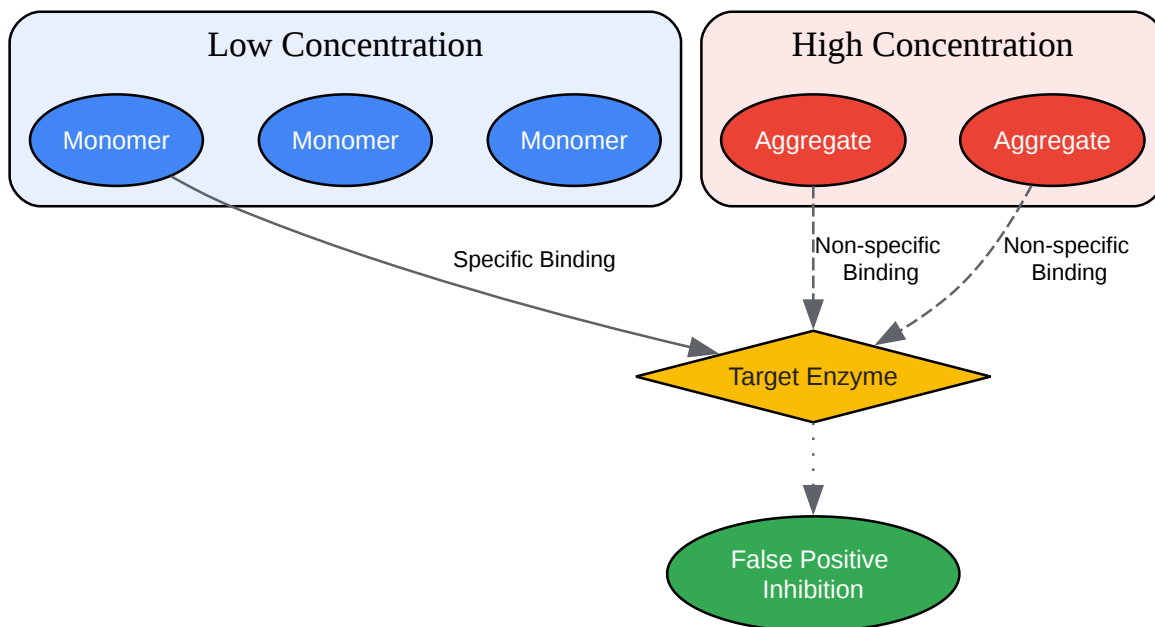 Low Concentration
High Concentration
Monomer
Monomer
Monomer
Aggregate
Aggregate
Specific Binding
Non-specific
Binding
Non-specific
Binding
Target Enzyme
False Positive
Inhibition